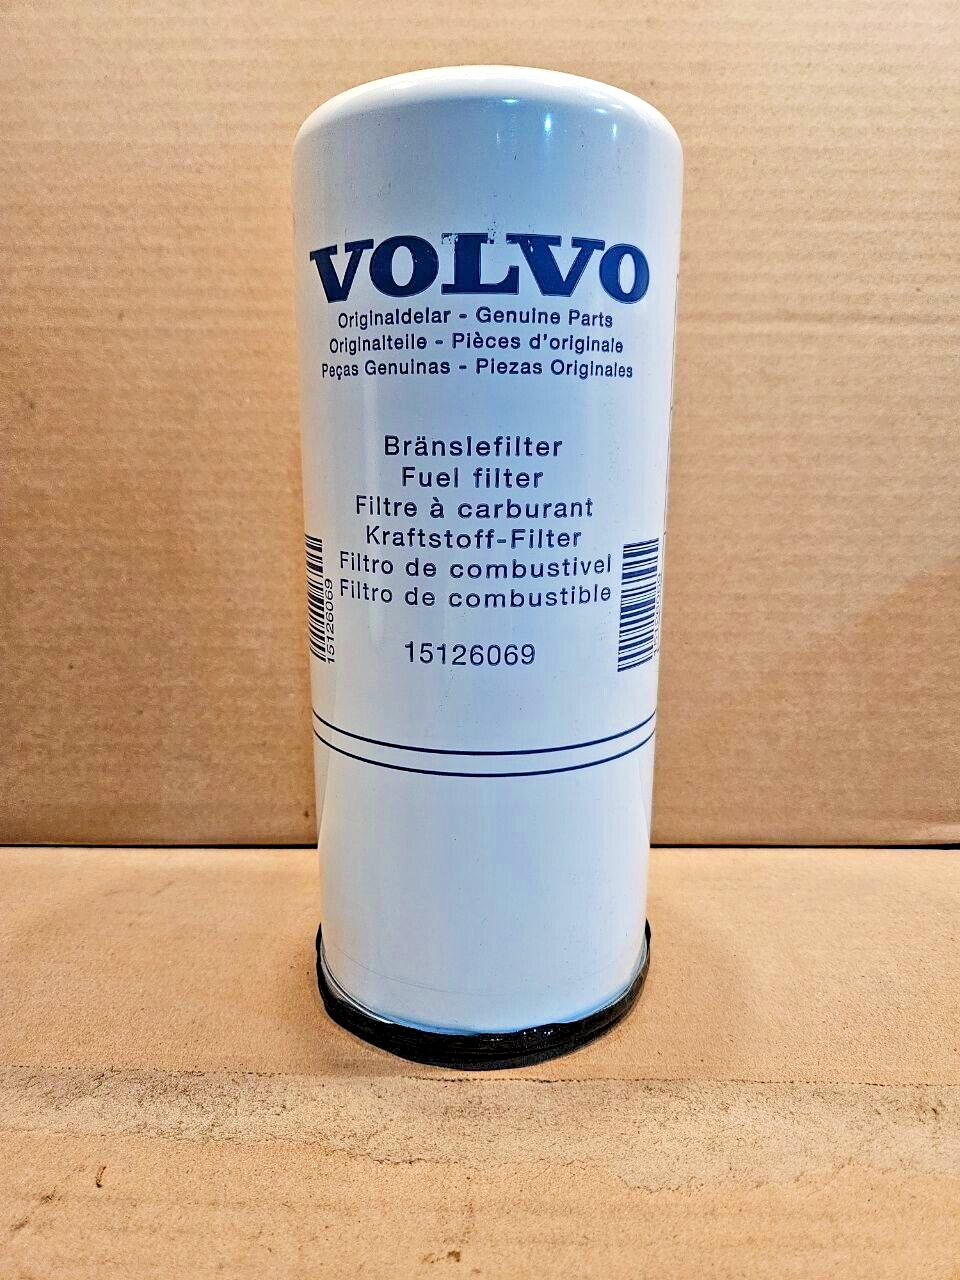 VOLVO
Originaldelar - Genuine Parts
Originalteile - Pièces d'originale
Peças Genuinas - Piezas Originales
Bränslefilter
Fuel filter
Filtre à carburant
Kraftstoff-Filter
Filtro de combustivel
Filtro de combustible
15126069
15126069